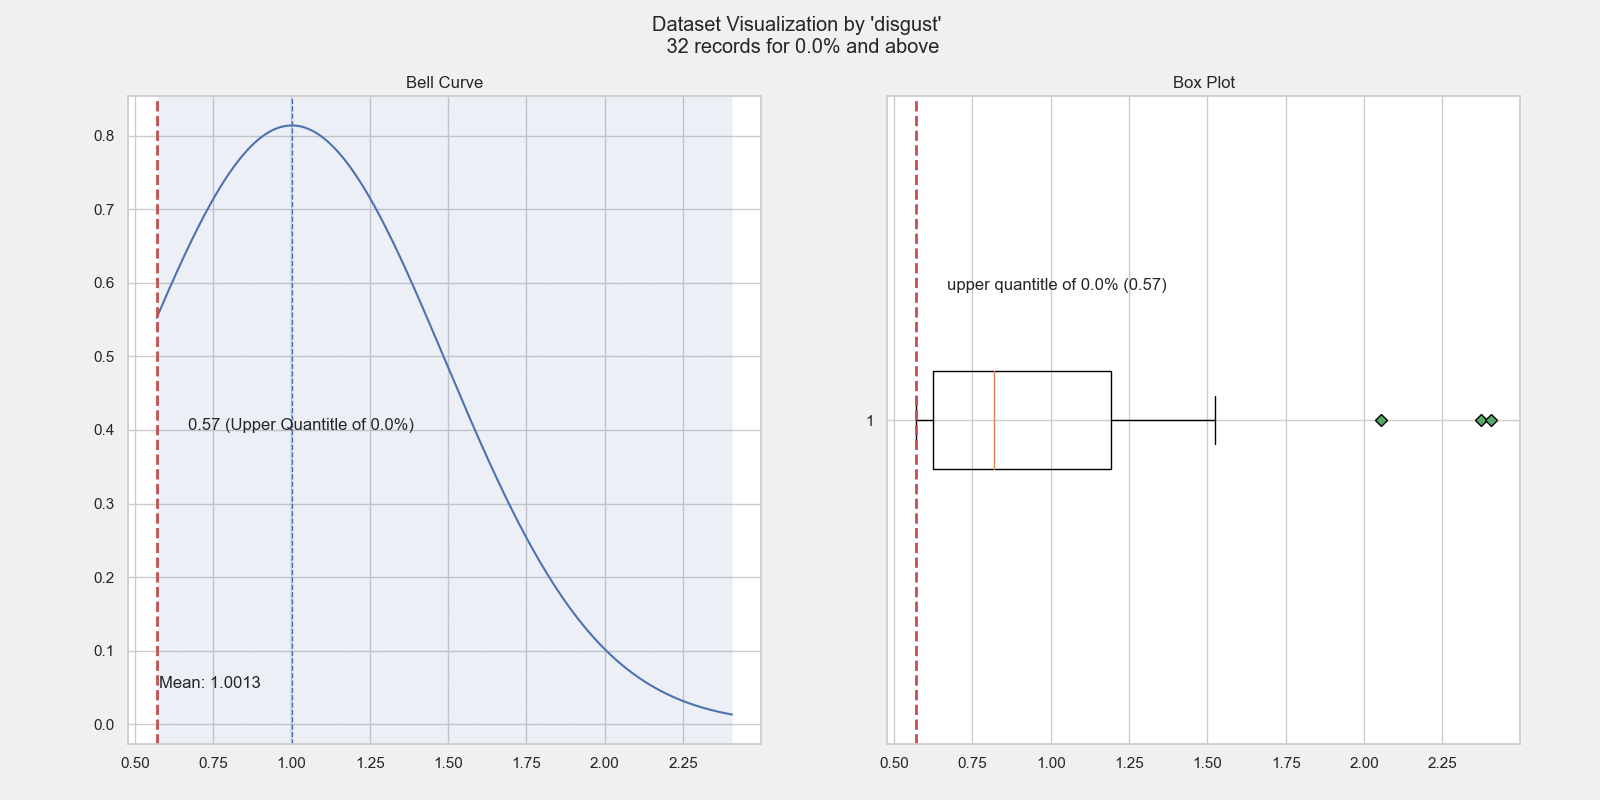 Dataset Visualization by 'disgust'
32 records for 0.0% and above
Bell Curve
0.8
0.7
0.6
0.5
0.4
0.3
0.2
0.1
0.0
0.57 (Upper Quantitle of 0.0%)
Mean: 1.0013
0.50 0.75 1.00 1.25 1.50 1.75 2.00 2.25
Box Plot
upper quantitle of 0.0% (0.57)
1
0.50 0.75 1.00 1.25 1.50 1.75 2.00 2.25